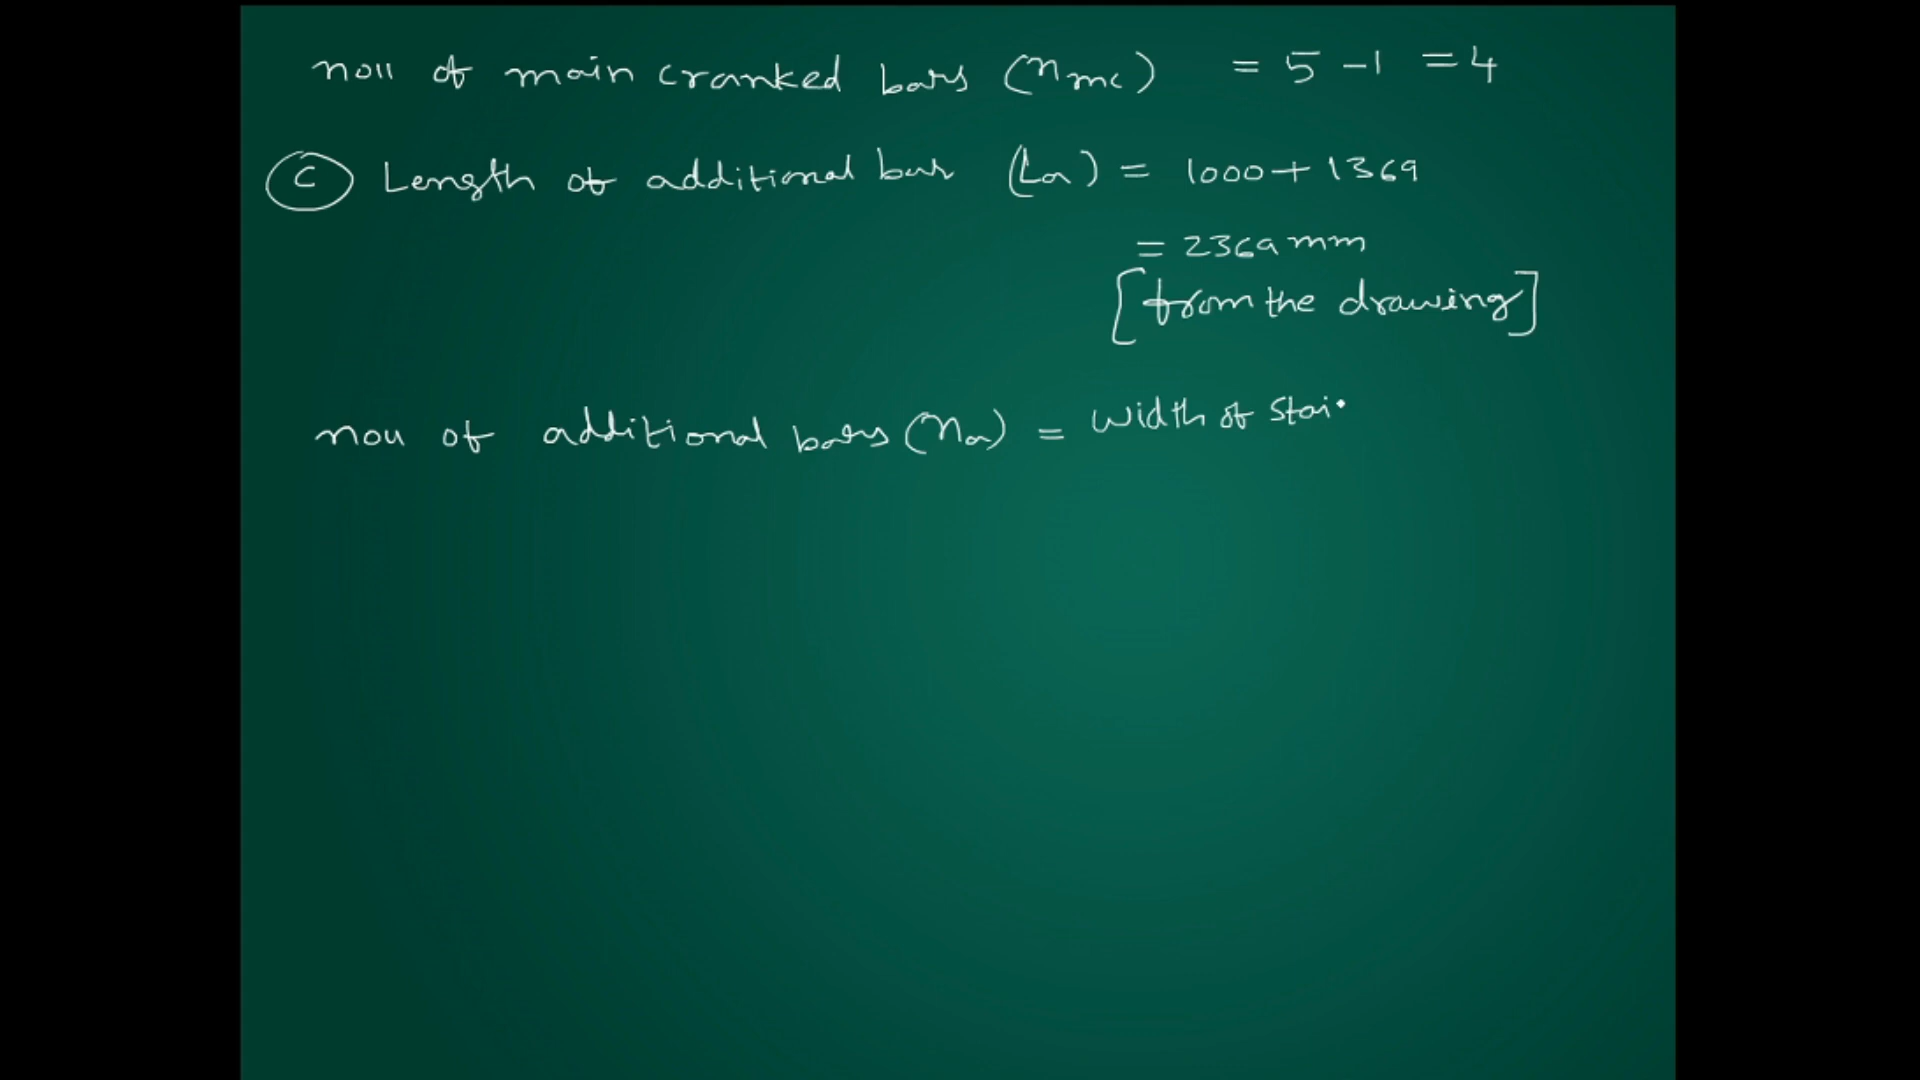 no" of main cranked bars (nmc) = 5 - 1 = 4
C Length of additional bar (La) = 1000 + 1369
= 2369 mm
[from the drawing]
no" of additional bars (na) = width of stai